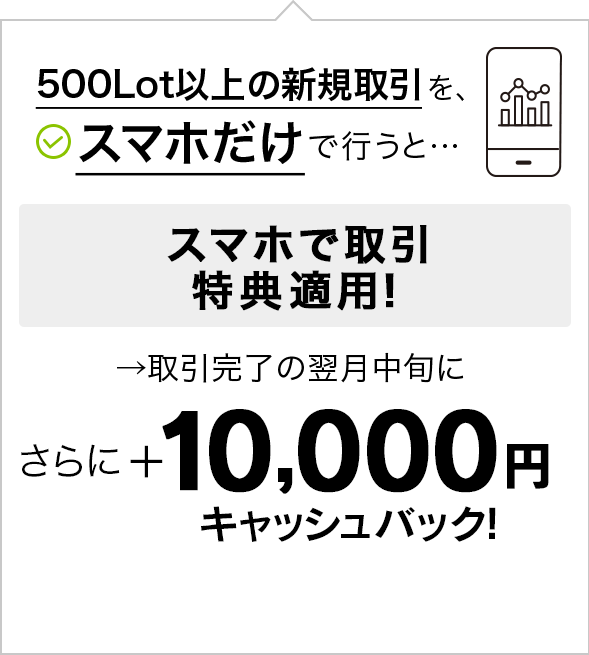 500Lot以上の新規取引を、
スマホだけで行うと…
スマホで取引
特典適用!
→取引完了の翌月中旬に
さらに+10,000円
キャッシュバック!